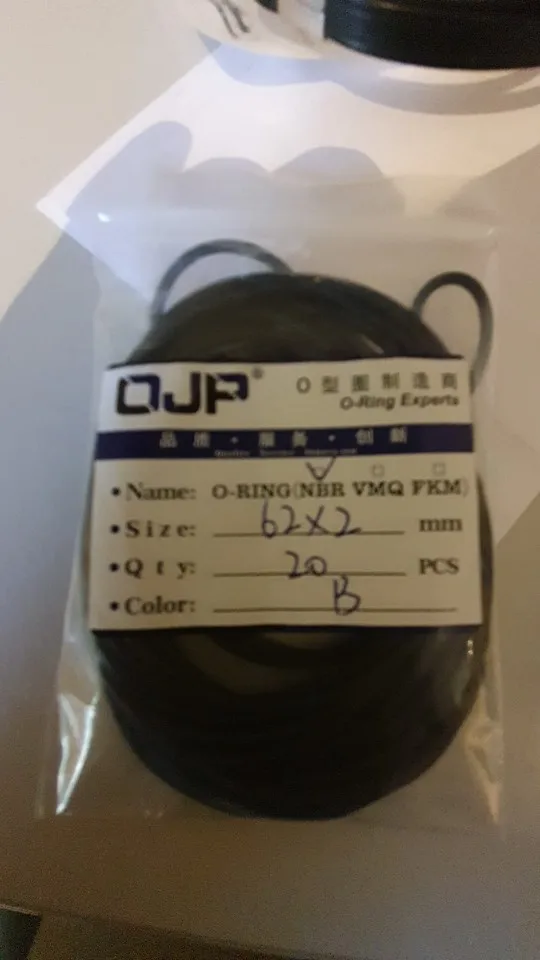 OJP® O型圈制造商
O-Ring Experts
品质・服务・创新
•Name: O-RING(NBR VMQ FKM)
•Size: 62X2 mm
•Qty: 20 PCS
•Color: B